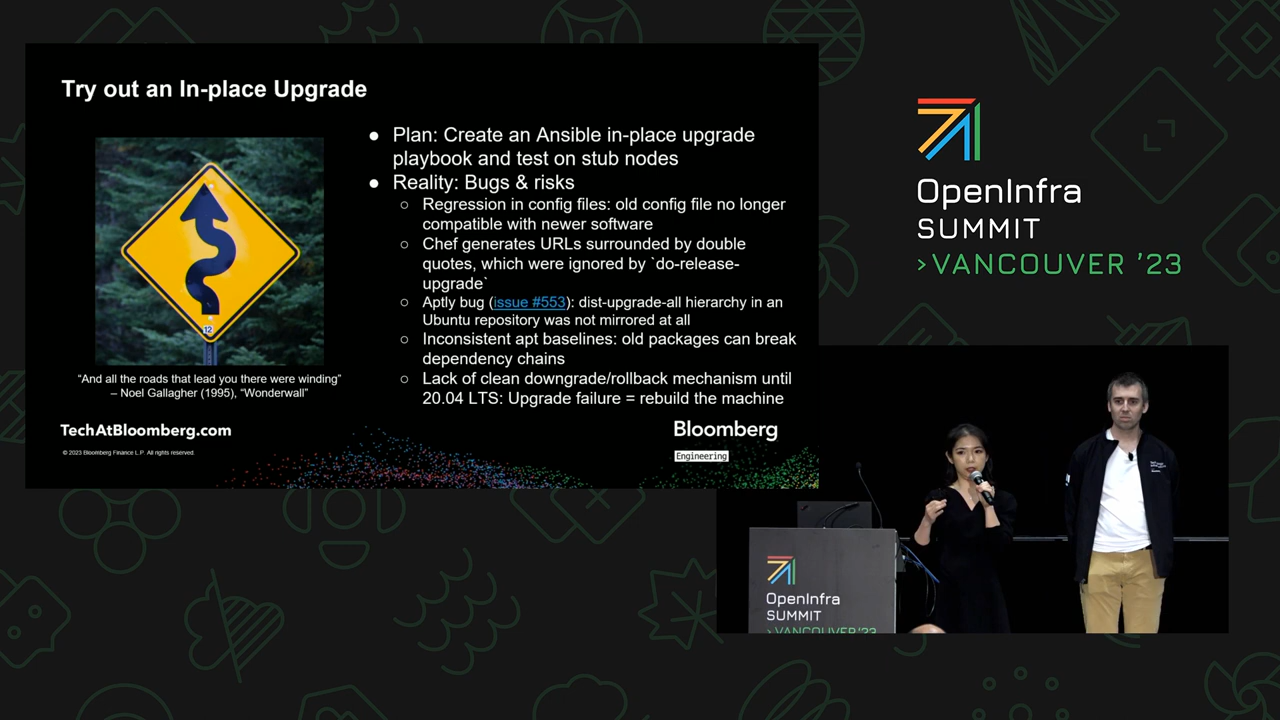 Try out an In-place Upgrade
● Plan: Create an Ansible in-place upgrade
playbook and test on stub nodes
● Reality: Bugs & risks
○ Regression in config files: old config file no longer
compatible with newer software
○ Chef generates URLs surrounded by double
quotes, which were ignored by `do-release-
upgrade`
○ Aptly bug (issue #553): dist-upgrade-all hierarchy in an
Ubuntu repository was not mirrored at all
○ Inconsistent apt baselines: old packages can break
dependency chains
○ Lack of clean downgrade/rollback mechanism until
20.04 LTS: Upgrade failure = rebuild the machine
12
“And all the roads that lead you there were winding”
– Noel Gallagher (1995), “Wonderwall”
TechAtBloomberg.com
© 2023 Bloomberg Finance L.P. All rights reserved.
Bloomberg
Engineering
OpenInfra
SUMMIT
>VANCOUVER ’23
OpenInfra
SUMMIT
>VANCOUVER ’23